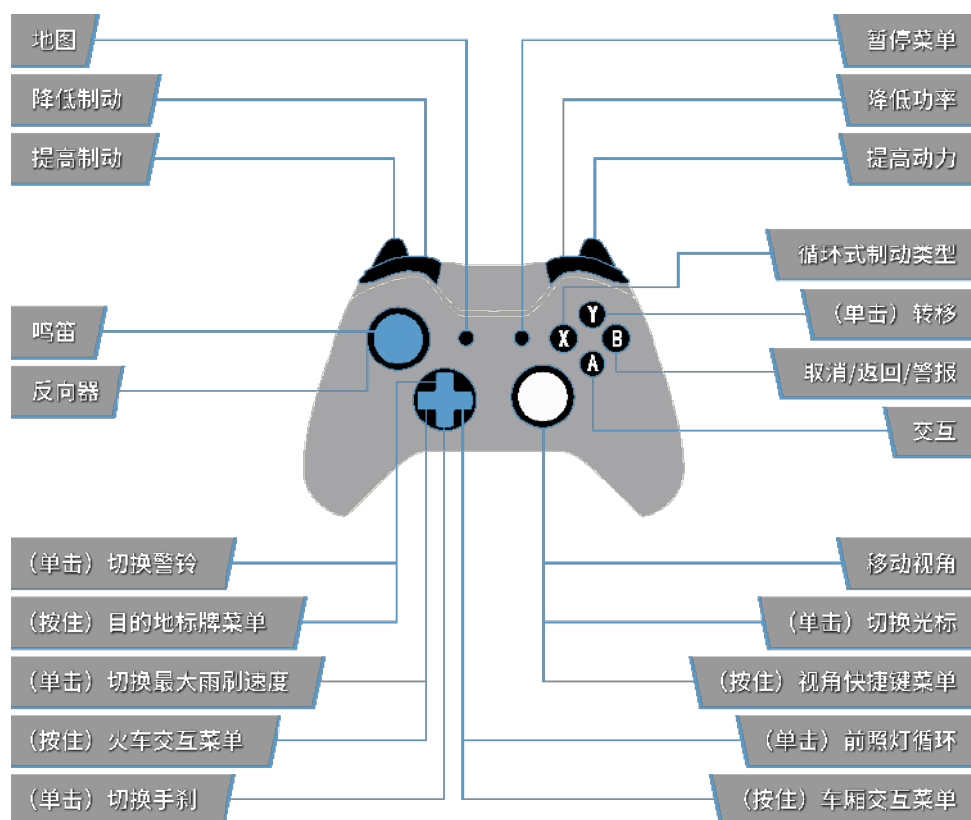 地图
暂停菜单
降低制动
降低功率
提高制动
提高动力
循环式制动类型
鸣笛
Y
（单击）转移
X
B
反向器
A
取消/返回/警报
交互
（单击）切换警铃
移动视角
（按住）目的地标牌菜单
（单击）切换光标
（单击）切换最大雨刷速度
（按住）视角快捷键菜单
（按住）火车交互菜单
（单击）前照灯循环
（单击）切换手刹
（按住）车厢交互菜单